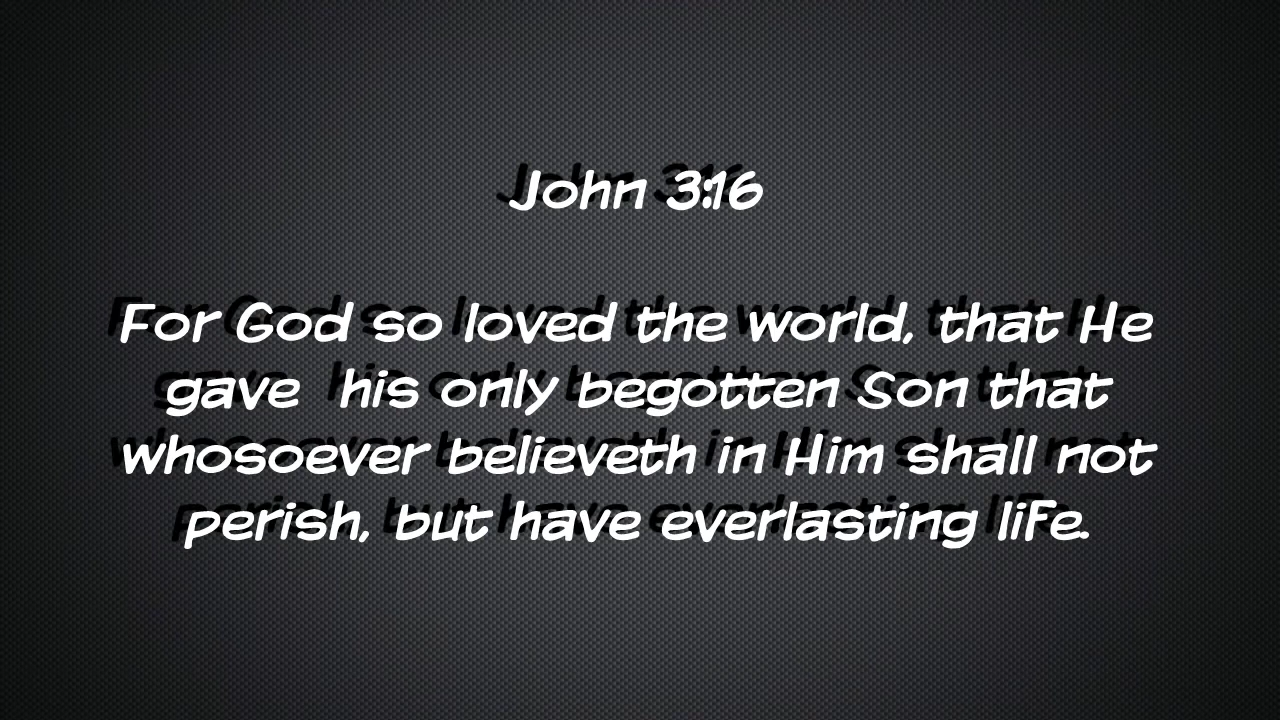 John 3:16
For God so loved the world, that He
gave  his only begotten Son that
whosoever believeth in Him shall not
perish, but have everlasting life.